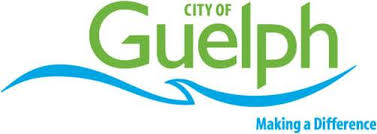 CITY OF
Guelph
Making a Difference